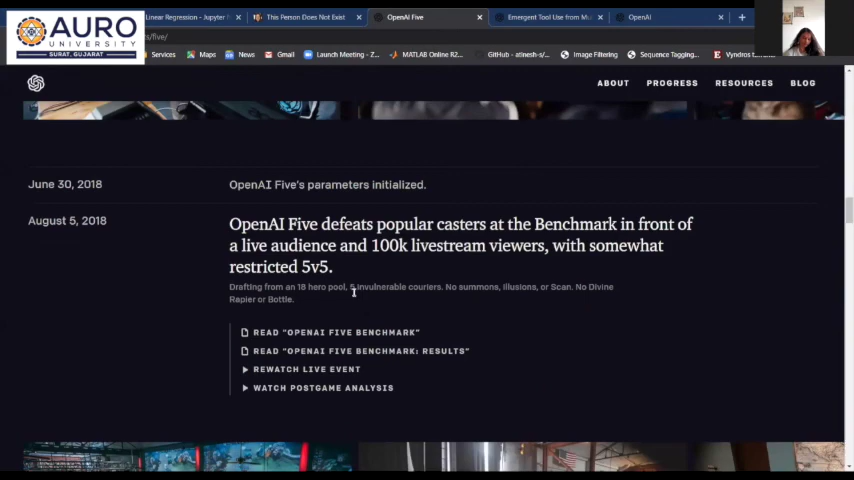 AURO
UNIVERSITY
SURAT, GUJARAT
Linear Regression - Jupyter
This Person Does Not Exist
OpenAI Five
Emergent Tool Use from
OpenAI
s/five/
Services
Maps
News
Gmail
Launch Meeting - Z...
MATLAB Online R2...
GitHub - atinesh-s/...
Image Filtering
Sequence Tagging...
Vyndros
ABOUT
PROGRESS
RESOURCES
BLOG
June 30, 2018
OpenAI Five's parameters initialized.
August 5, 2018
OpenAI Five defeats popular casters at the Benchmark in front of
a live audience and 100k livestream viewers, with somewhat
restricted 5v5.
Drafting from an 18 hero pool, 5 invulnerable couriers. No summons, illusions, or Scan. No Divine
Rapier or Bottle.
READ "OPENAI FIVE BENCHMARK"
READ "OPENAI FIVE BENCHMARK: RESULTS"
REWATCH LIVE EVENT
WATCH POSTGAME ANALYSIS